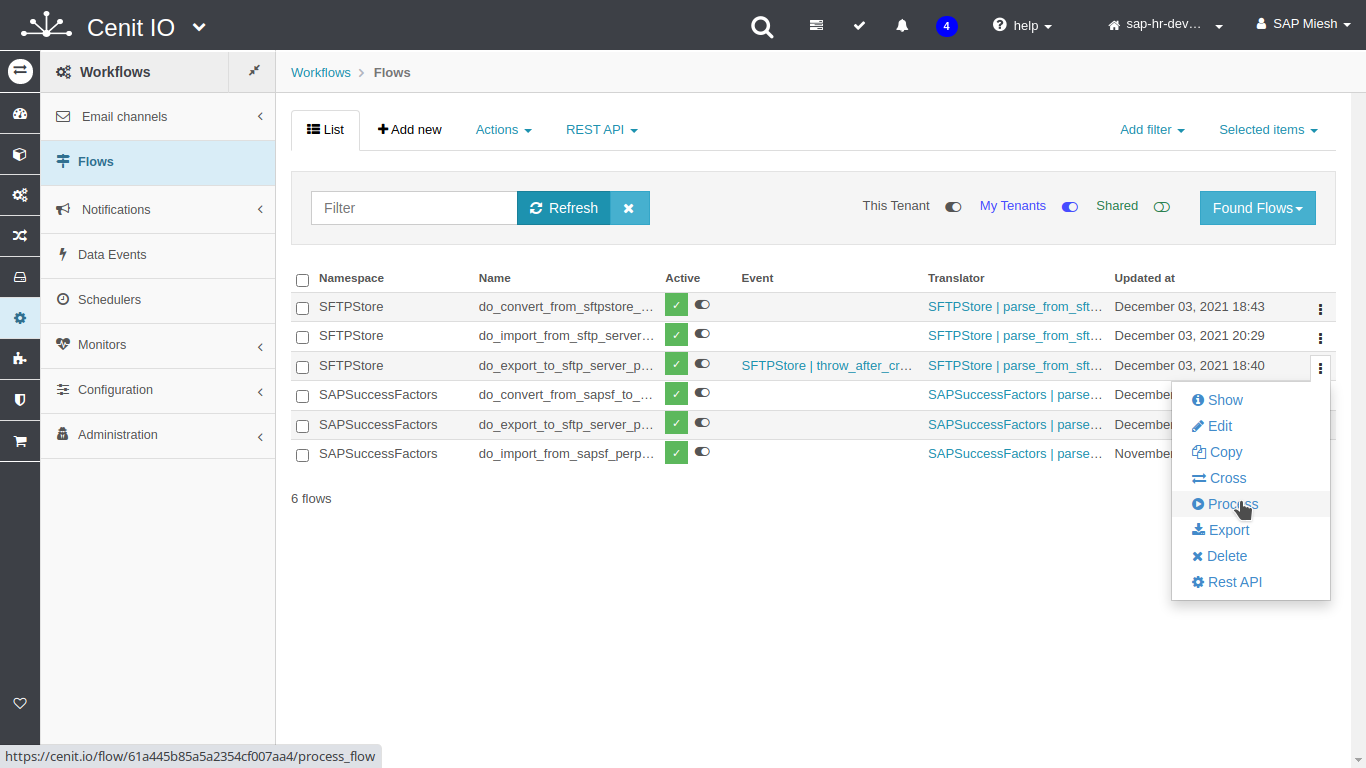 Cenit IO
4
help
sap-hr-dev…
SAP Miesh
Workflows
Email channels
Flows
Notifications
Data Events
Schedulers
Monitors
Configuration
Administration
Workflows > Flows
List
Add new
Actions
REST API
Add filter
Selected items
Filter
Refresh
This Tenant
My Tenants
Shared
Found Flows
Namespace Name Active Event Translator Updated at
SFTPStore do_convert_from_sftpstore_… SFTPStore | parse_from_sft… December 03, 2021 18:43
SFTPStore do_import_from_sftp_server… SFTPStore | parse_from_sft… December 03, 2021 20:29
SFTPStore do_export_to_sftp_server_p… SFTPStore | throw_after_cr… SFTPStore | parse_from_sft… December 03, 2021 18:40
SAPSuccessFactors do_convert_from_sapsf_to_… SAPSuccessFactors | parse… December
SAPSuccessFactors do_export_to_sftp_server_p… SAPSuccessFactors | parse… December
SAPSuccessFactors do_import_from_sapsf_perp… SAPSuccessFactors | parse… November
6 flows
Show
Edit
Copy
Cross
Process
Export
Delete
Rest API
https://cenit.io/flow/61a445b85a5a2354cf007aa4/process_flow